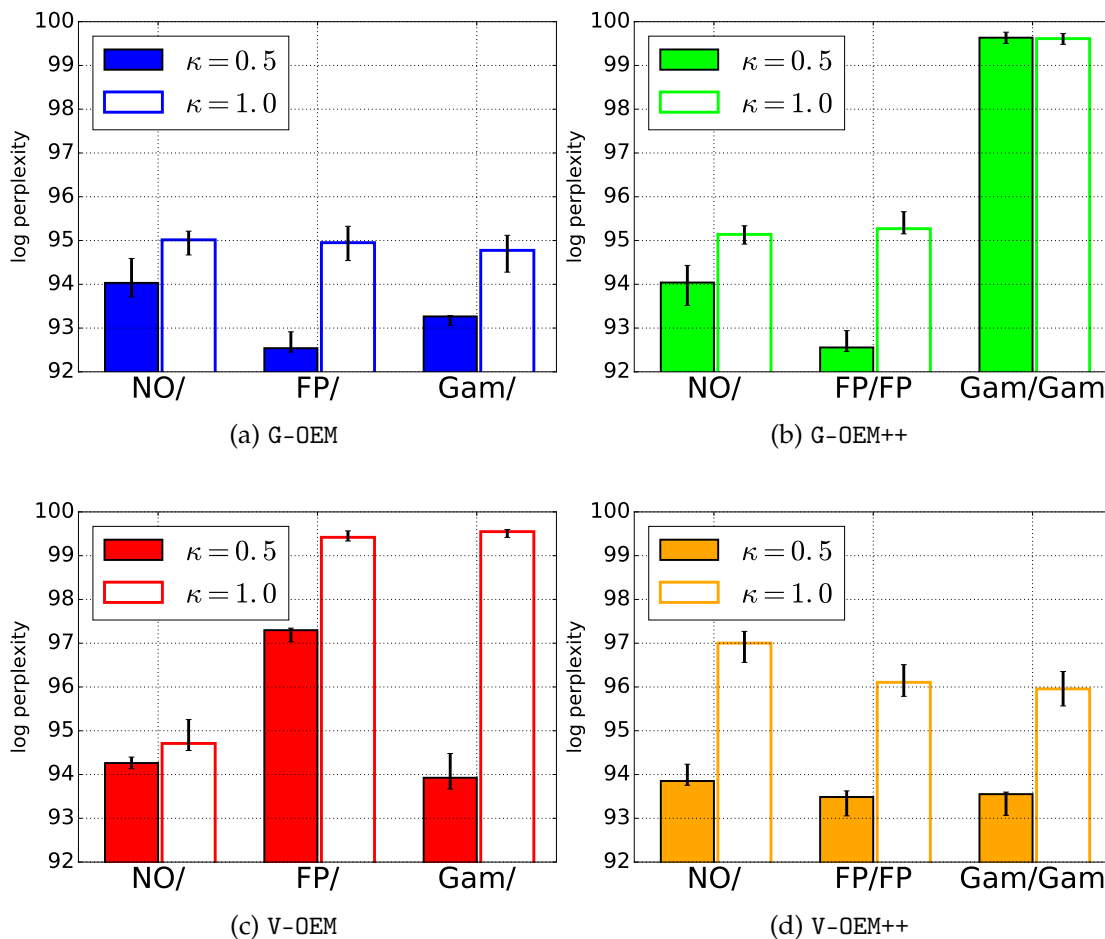 100
99
98
97
96
95
94
93
92
log perplexity
κ = 0.5
κ = 1.0
NO/ FP/ Gam/
(a) G-OEM
100
99
98
97
96
95
94
93
92
log perplexity
κ = 0.5
κ = 1.0
NO/ FP/FP Gam/Gam
(b) G-OEM++
100
99
98
97
96
95
94
93
92
log perplexity
κ = 0.5
κ = 1.0
NO/ FP/ Gam/
(c) V-OEM
100
99
98
97
96
95
94
93
92
log perplexity
κ = 0.5
κ = 1.0
NO/ FP/FP Gam/Gam
(d) V-OEM++